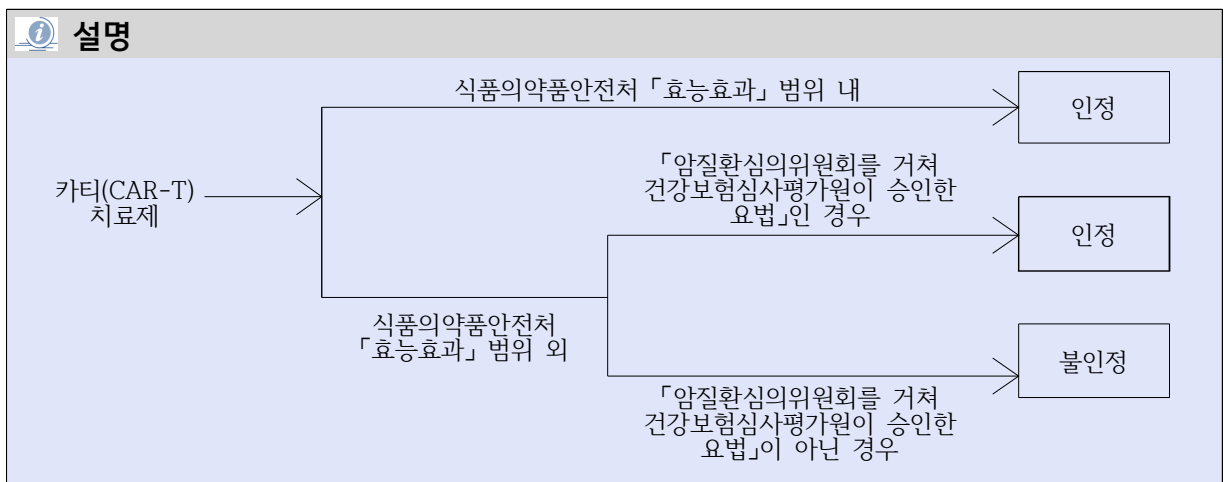 설명
식품의약품안전처「효능효과」범위 내
인정
카티(CAR-T)
치료제
「암질환심의위원회를 거쳐
건강보험심사평가원이 승인한
요법」인 경우
인정
식품의약품안전처
「효능효과」 범위 외
「암질환심의위원회를 거쳐
건강보험심사평가원이 승인한
요법」이 아닌 경우
불인정